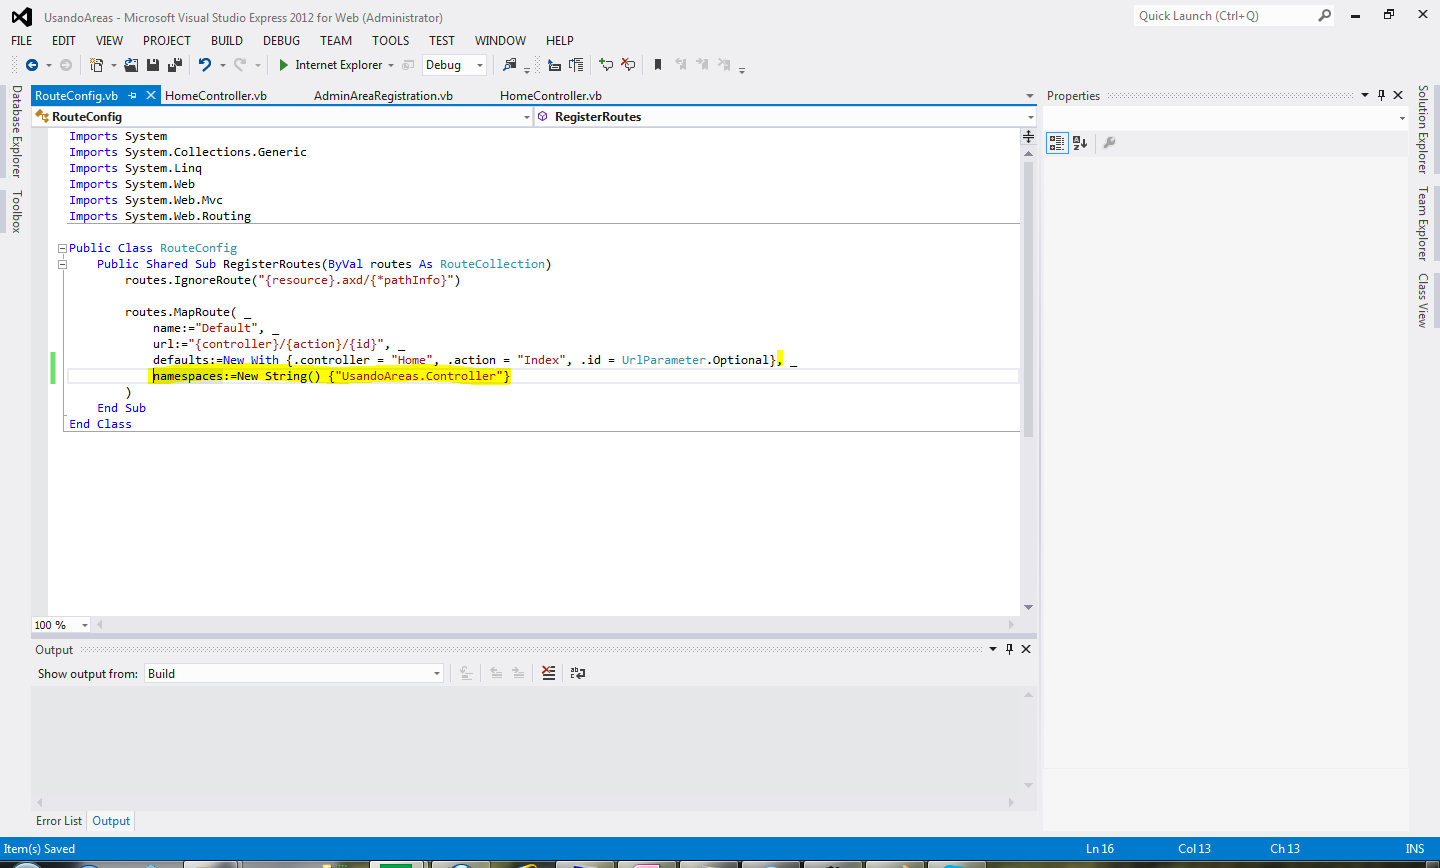 UsandoAreas - Microsoft Visual Studio Express 2012 for Web (Administrator)
Quick Launch (Ctrl+Q)
FILE EDIT VIEW PROJECT BUILD DEBUG TEAM TOOLS TEST WINDOW HELP
Internet Explorer
Debug
Database Explorer
Toolbox
RouteConfig.vb
HomeController.vb
AdminAreaRegistration.vb
HomeController.vb
RouteConfig
RegisterRoutes
Imports System
Imports System.Collections.Generic
Imports System.Linq
Imports System.Web
Imports System.Web.Mvc
Imports System.Web.Routing
Public Class RouteConfig
Public Shared Sub RegisterRoutes(ByVal routes As RouteCollection)
routes.IgnoreRoute("{resource}.axd/{*pathInfo}")
routes.MapRoute( _
name:="Default", _
url:="{controller}/{action}/{id}", _
defaults:=New With {.controller = "Home", .action = "Index", .id = UrlParameter.Optional}, _
namespaces:=New String() {"UsandoAreas.Controller"}
)
End Sub
End Class
100 %
Output
Show output from: Build
Error List
Output
Properties
Solution Explorer
Team Explorer
Class View
Item(s) Saved
Ln 16
Col 13
Ch 13
INS